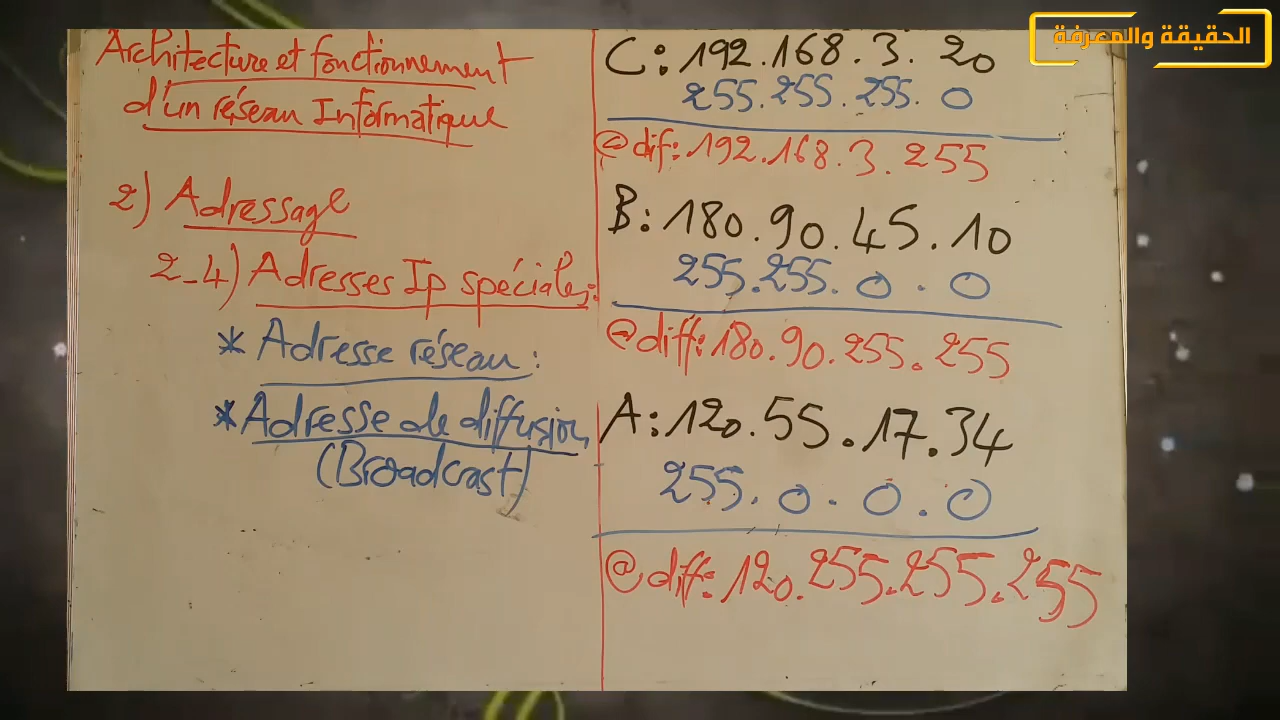 الحقيقة والمعرفة
Architecture et fonctionnement
d'un réseau Informatique
2) Adressage
2-4) Adresses Ip spéciales:
* Adresse réseau:
* Adresse de diffusion,
(Broadcast)
C: 192.168.3.20
255.255.255.0
@dif: 192.168.3.255
B: 180.90.45.10
255.255.0.0
@diff: 180.90.255.255
A: 120.55.17.34
255.0.0.0
@diff: 120.255.255.255